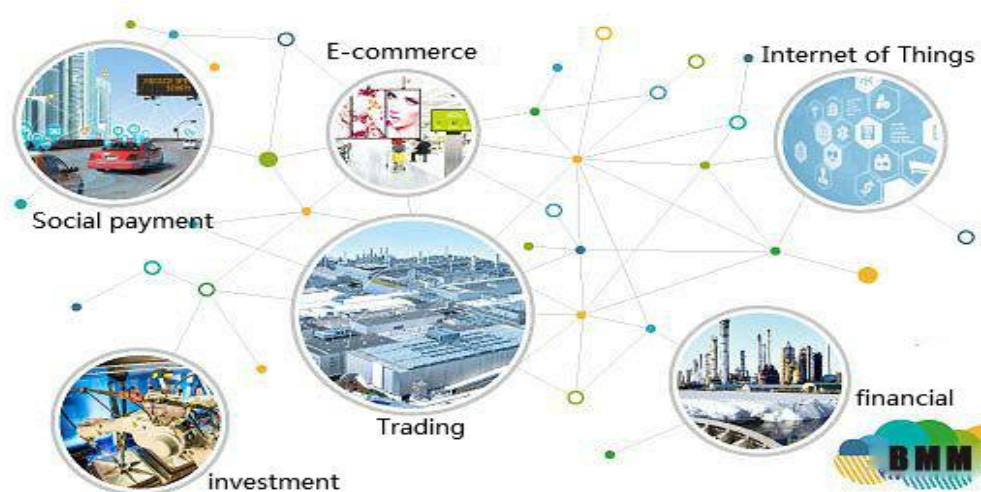 E-commerce
Internet of Things
Social payment
Trading
financial
investment
BMM